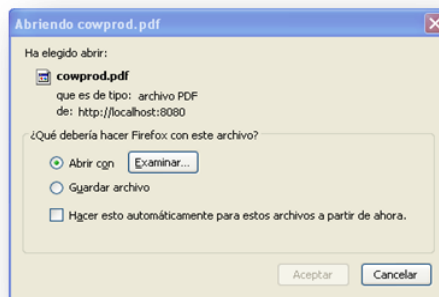 Abriendo cowprod.pdf
Ha elegido abrir:
cowprod.pdf
que es de tipo: archivo PDF
de: http://localhost:8080
¿Qué debería hacer Firefox con este archivo?
Abrir con Examinar...
Guardar archivo
Hacer esto automáticamente para estos archivos a partir de ahora.
Aceptar Cancelar